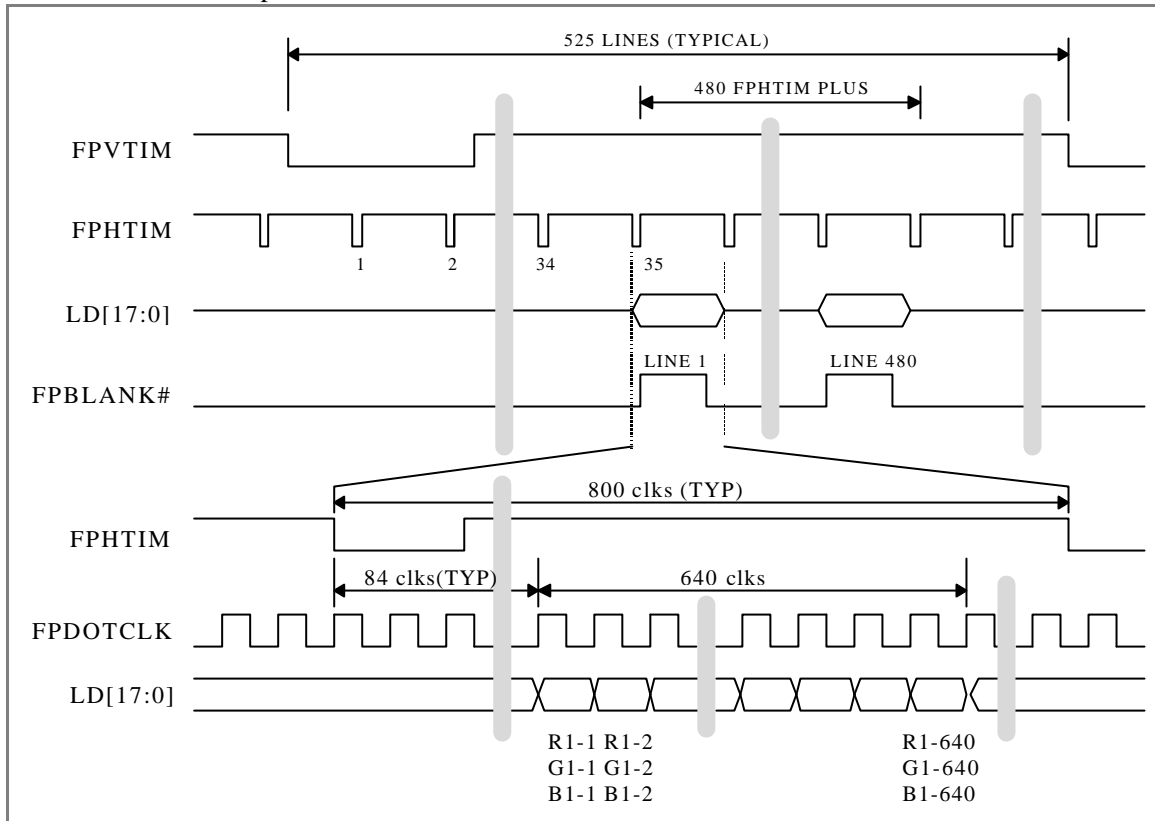 525 LINES (TYPICAL)
480 FPHTIM PLUS
FPVTIM
FPHTIM
1 2 34 35
LD[17:0]
LINE 1 LINE 480
FPBLANK#
800 clks (TYP)
FPHTIM
84 clks(TYP) 640 clks
FPDOTCLK
LD[17:0]
R1-1 R1-2 R1-640
G1-1 G1-2 G1-640
B1-1 B1-2 B1-640